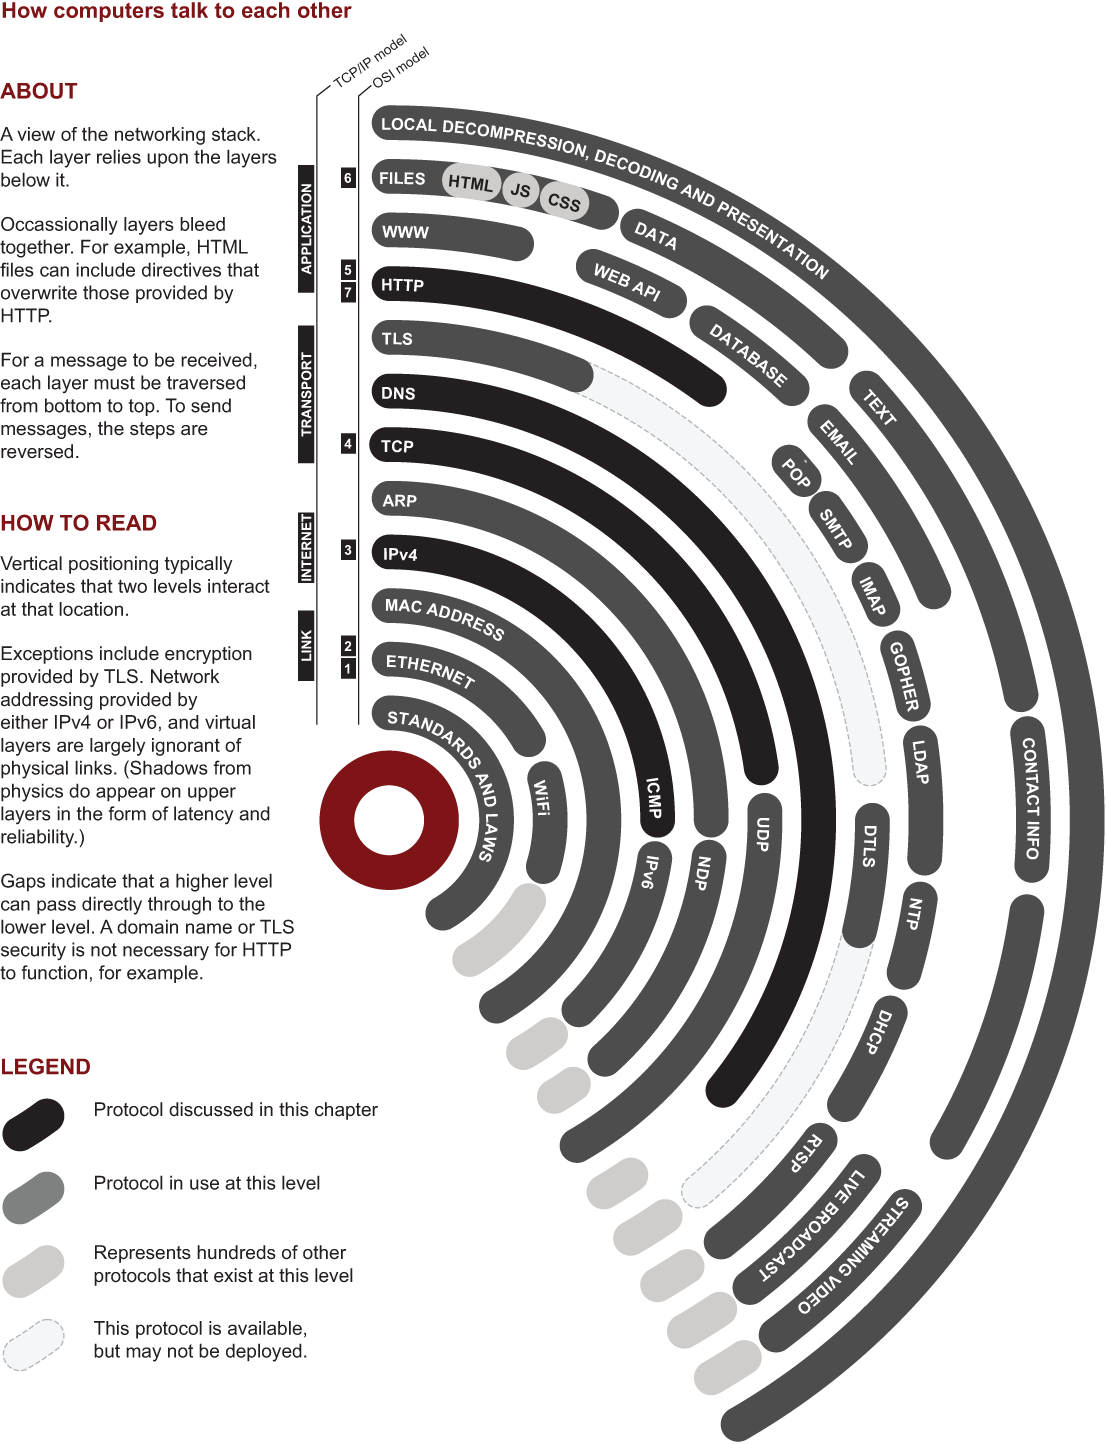 How computers talk to each other
TCP/IP model
OSI model
ABOUT
A view of the networking stack.
Each layer relies upon the layers
below it.
Occassionally layers bleed
together. For example, HTML
files can include directives that
overwrite those provided by
HTTP.
For a message to be received,
each layer must be traversed
from bottom to top. To send
messages, the steps are
reversed.
HOW TO READ
Vertical positioning typically
indicates that two levels interact
at that location.
Exceptions include encryption
provided by TLS. Network
addressing provided by
either IPv4 or IPv6, and virtual
layers are largely ignorant of
physical links. (Shadows from
physics do appear on upper
layers in the form of latency and
reliability.)
Gaps indicate that a higher level
can pass directly through to the
lower level. A domain name or TLS
security is not necessary for HTTP
to function, for example.
LEGEND
Protocol discussed in this chapter
Protocol in use at this level
Represents hundreds of other
protocols that exist at this level
This protocol is available,
but may not be deployed.
APPLICATION
TRANSPORT
INTERNET
LINK
6
5
7
4
3
2
1
LOCAL DECOMPRESSION, DECODING AND PRESENTATION
FILES
HTML
JS
CSS
DATA
TEXT
CONTACT INFO
STREAMING VIDEO
WWW
WEB API
DATABASE
EMAIL
LIVE BROADCAST
HTTP
POP
SMTP
IMAP
GOPHER
LDAP
NTP
DHCP
RTSP
TLS
DTLS
DNS
TCP
UDP
ARP
NDP
IPv4
ICMP
IPv6
MAC ADDRESS
ETHERNET
WiFi
STANDARDS AND LAWS